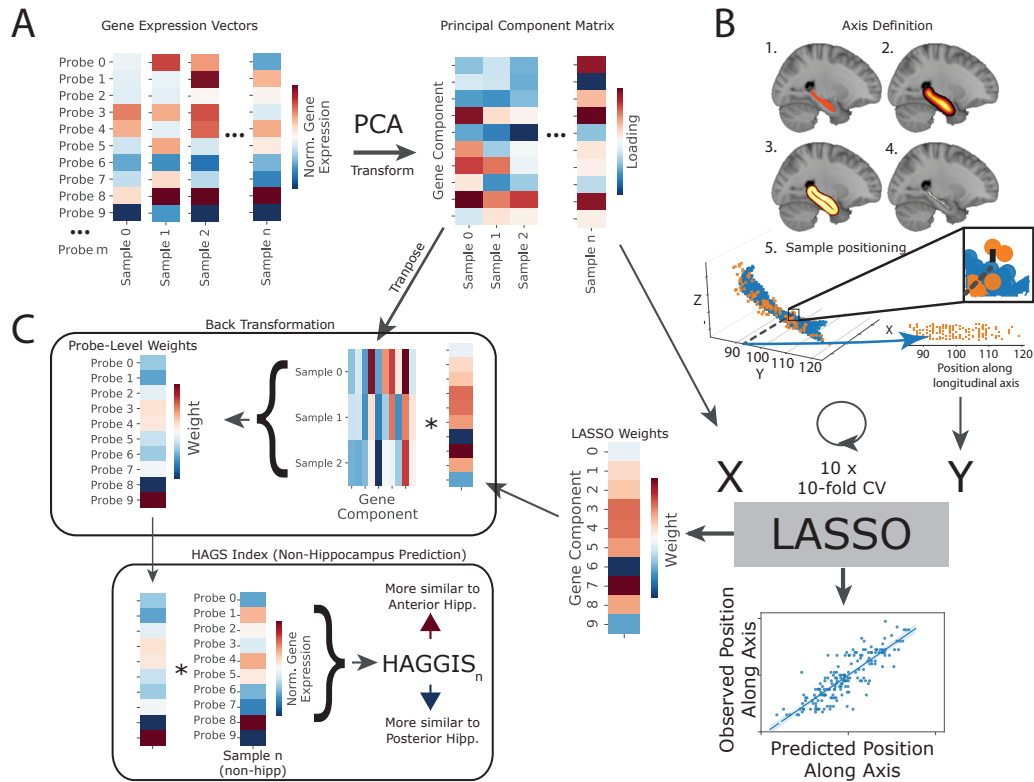 A
Gene Expression Vectors
Probe 0
Probe 1
Probe 2
Probe 3
Probe 4
Probe 5
Probe 6
Probe 7
Probe 8
Probe 9
•••
Probe m
Sample 0
Sample 1
Sample 2
•••
Sample n
Norm. Gene
Expression
PCA
Transform
Principal Component Matrix
Gene Component
Sample 0
Sample 1
Sample 2
•••
Sample n
Loading
Tranpose
B
Axis Definition
1.
2.
3.
4.
5. Sample positioning
Z
90
100
110
120
Y
X
90
100
110
120
Position along
longitudinal axis
X
Y
10 x
10-fold CV
LASSO
Observed Position
Along Axis
Predicted Position
Along Axis
LASSO Weights
0
1
2
3
4
5
6
7
8
9
Gene Component
Weight
C
Back Transformation
Probe-Level Weights
Probe 0
Probe 1
Probe 2
Probe 3
Probe 4
Probe 5
Probe 6
Probe 7
Probe 8
Probe 9
Weight
{
Sample 0
Sample 1
Sample 2
Gene
Component
*
HAGS Index (Non-Hippocampus Prediction)
*
Probe 0
Probe 1
Probe 2
Probe 3
Probe 4
Probe 5
Probe 6
Probe 7
Probe 8
Probe 9
Sample n
(non-hipp)
Norm. Gene
Expression
}
More similar to
Anterior Hipp.
HAGGISn
More similar to
Posterior Hipp.